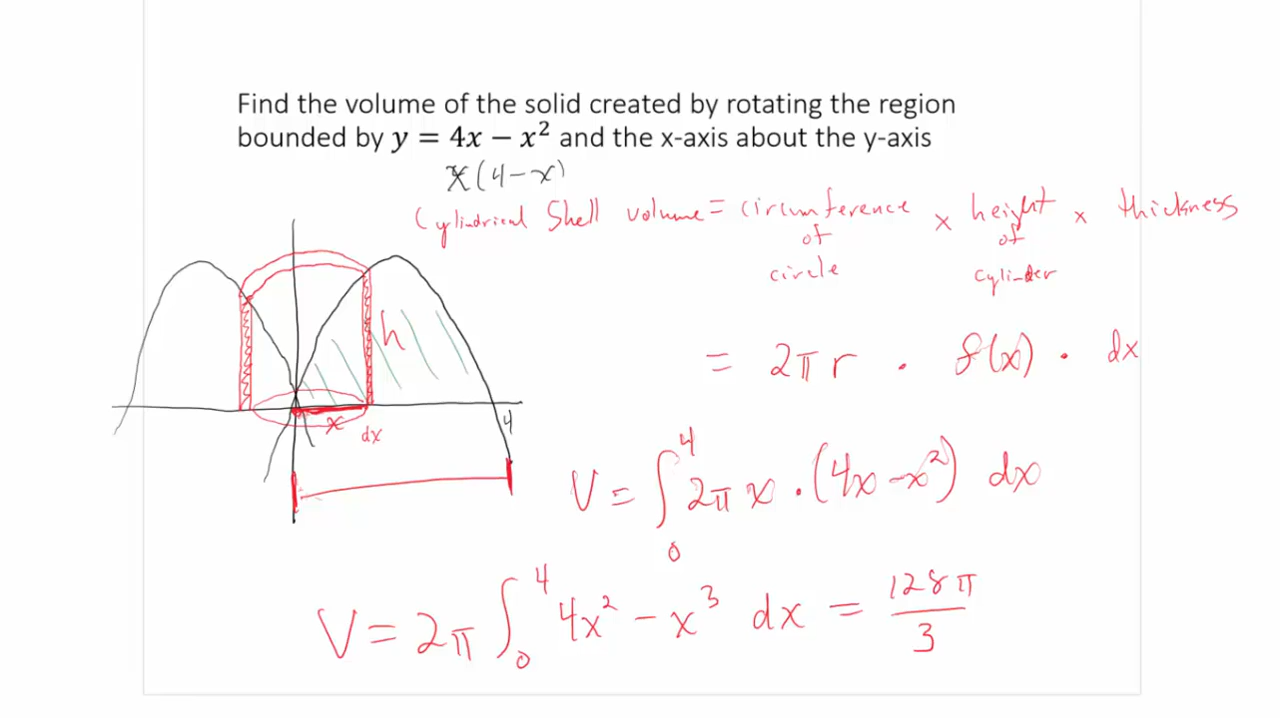 Find the volume of the solid created by rotating the region
bounded by y = 4x − x² and the x-axis about the y-axis
x(4-x)
Cylindrical Shell volume = circumference of circle x height of cylinder x thickness
= 2π r · f(x) · dx
h
x
dx
4
V = ∫₀⁴ 2π x · (4x - x²) dx
V = 2π ∫₀⁴ 4x² - x³ dx = 128π/3